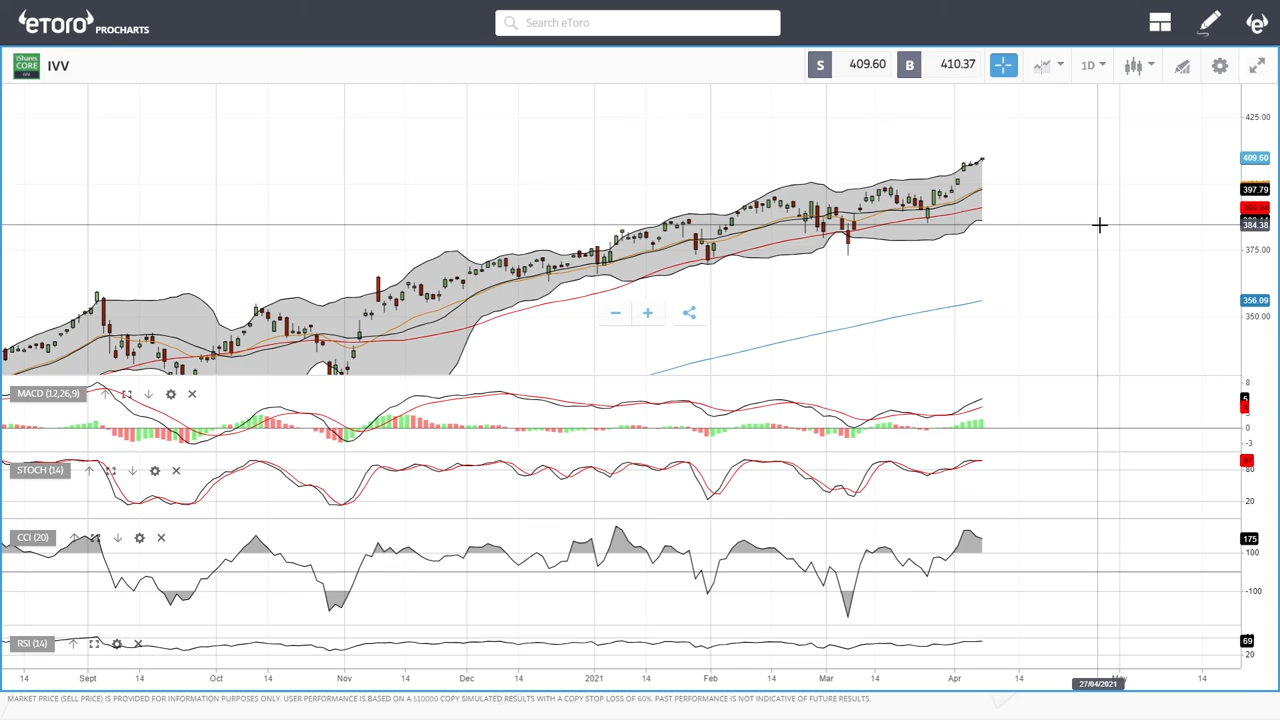 eToro PROCHARTS
Search eToro
iShares CORE IVV
IVV
S 409.60 B 410.37
1D
425.00
409.60
397.79
384.38
375.00
356.09
350.00
MACD (12,26,9)
8
5
0
-3
STOCH (14)
80
20
CCI (20)
175
100
-100
RSI (14)
69
20
14 Sept 14 Oct 14 Nov 14 Dec 14 2021 14 Feb 14 Mar 14 Apr 14 May 14
27/04/2021
MARKET PRICE (SELL PRICE) IS PROVIDED FOR INFORMATION PURPOSES ONLY. USER PERFORMANCE IS BASED ON A $10000 COPY SIMULATED RESULTS WITH A COPY STOP LOSS OF 60%. PAST PERFORMANCE IS NOT INDICATIVE OF FUTURE RESULTS.